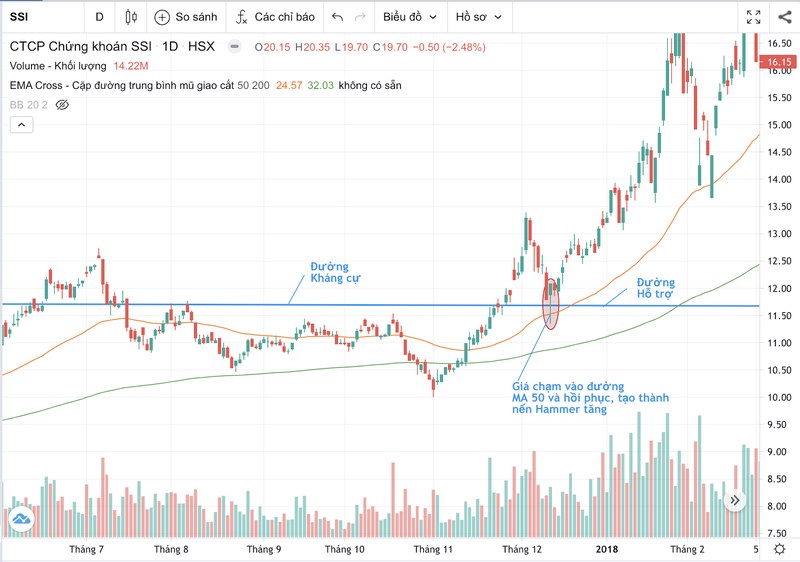 SSI D So sánh Các chỉ báo Biểu đồ Hồ sơ
CTCP Chứng khoán SSI · 1D · HSX O20.15 H20.35 L19.70 C19.70 −0.50 (−2.48%)
Volume - Khối lượng 14.22M
EMA Cross - Cặp đường trung bình mũ giao cắt 50 200 24.57 32.03 không có sẵn
BB 20 2
16.50
16.15
15.50
15.00
14.50
14.00
13.50
13.00
12.50
12.00
11.50
11.00
10.50
10.00
9.50
9.00
8.50
8.00
7.50
Đường
Kháng cự
Đường
Hỗ trợ
Giá chạm vào đường
MA 50 và hồi phục, tạo thành
nến Hammer tăng
Tháng 7 Tháng 8 Tháng 9 Tháng 10 Tháng 11 Tháng 12 2018 Tháng 2 5